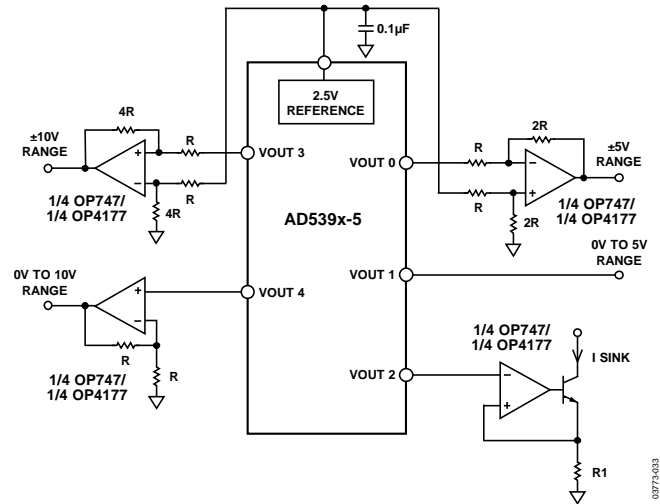 0.1µF
2.5V
REFERENCE
4R
R
±10V
RANGE
+
–
R
4R
1/4 OP747/
1/4 OP4177
VOUT 3
VOUT 0
R
2R
–
+
R
2R
±5V
RANGE
1/4 OP747/
1/4 OP4177
AD539x-5
0V TO 5V
RANGE
VOUT 1
0V TO 10V
RANGE
+
–
VOUT 4
R
R
1/4 OP747/
1/4 OP4177
1/4 OP747/
1/4 OP4177
I SINK
VOUT 2
–
+
R1
03773-033